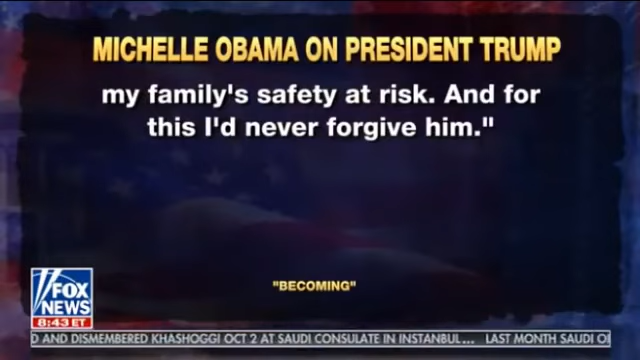 MICHELLE OBAMA ON PRESIDENT TRUMP
my family's safety at risk. And for
this I'd never forgive him."
"BECOMING"
FOX
NEWS
8:43 ET
D AND DISMEMBERED KHASHOGGI OCT 2 AT SAUDI CONSULATE IN INSTANBUL... LAST MONTH SAUDI O